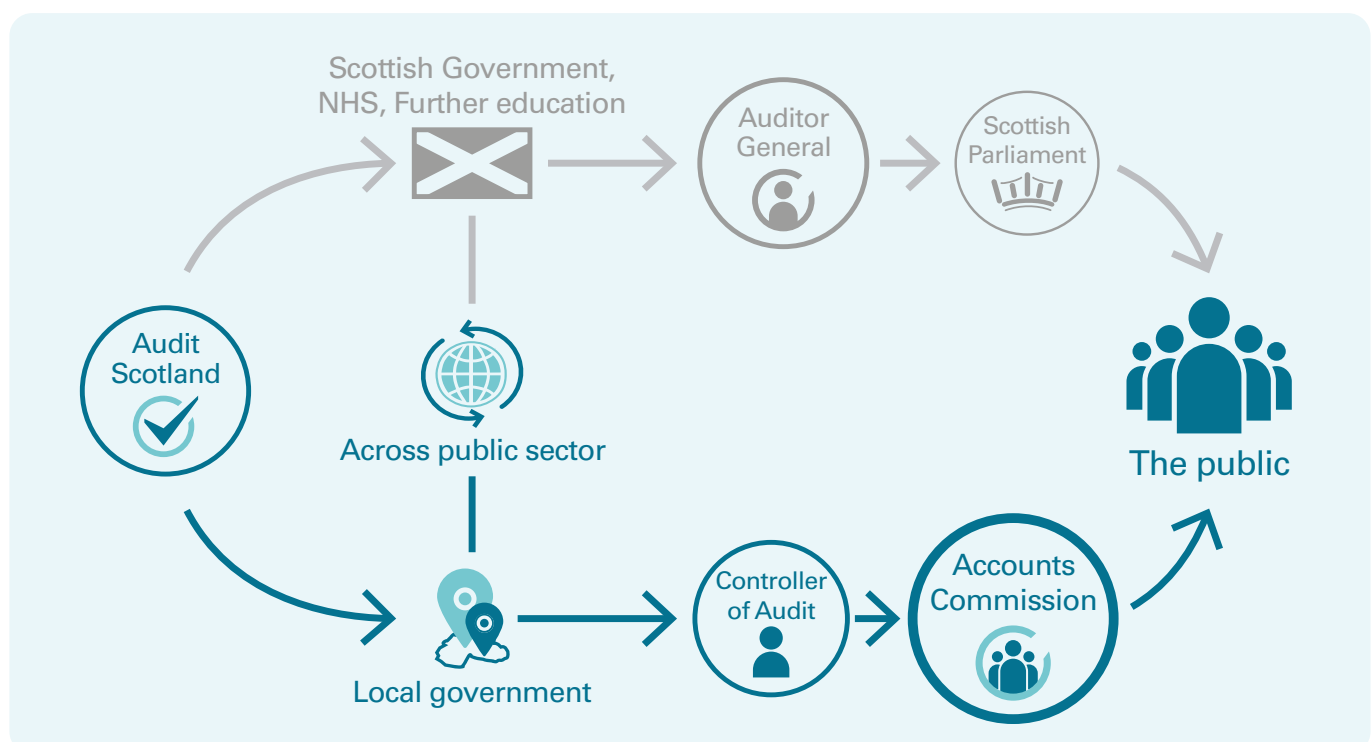 Scottish Government,
NHS, Further education
Auditor
General
Scottish
Parliament
Audit
Scotland
Across public sector
The public
Local government
Controller
of Audit
Accounts
Commission